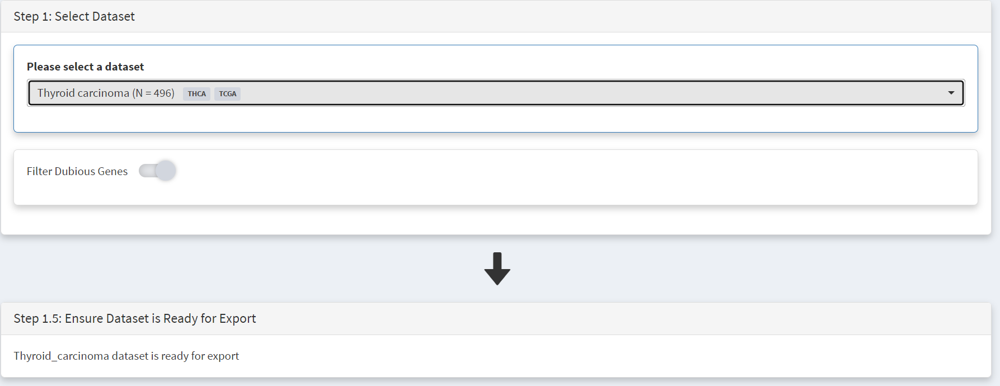 Step 1: Select Dataset
Please select a dataset
Thyroid carcinoma (N = 496) THCA TCGA
Filter Dubious Genes
Step 1.5: Ensure Dataset is Ready for Export
Thyroid_carcinoma dataset is ready for export